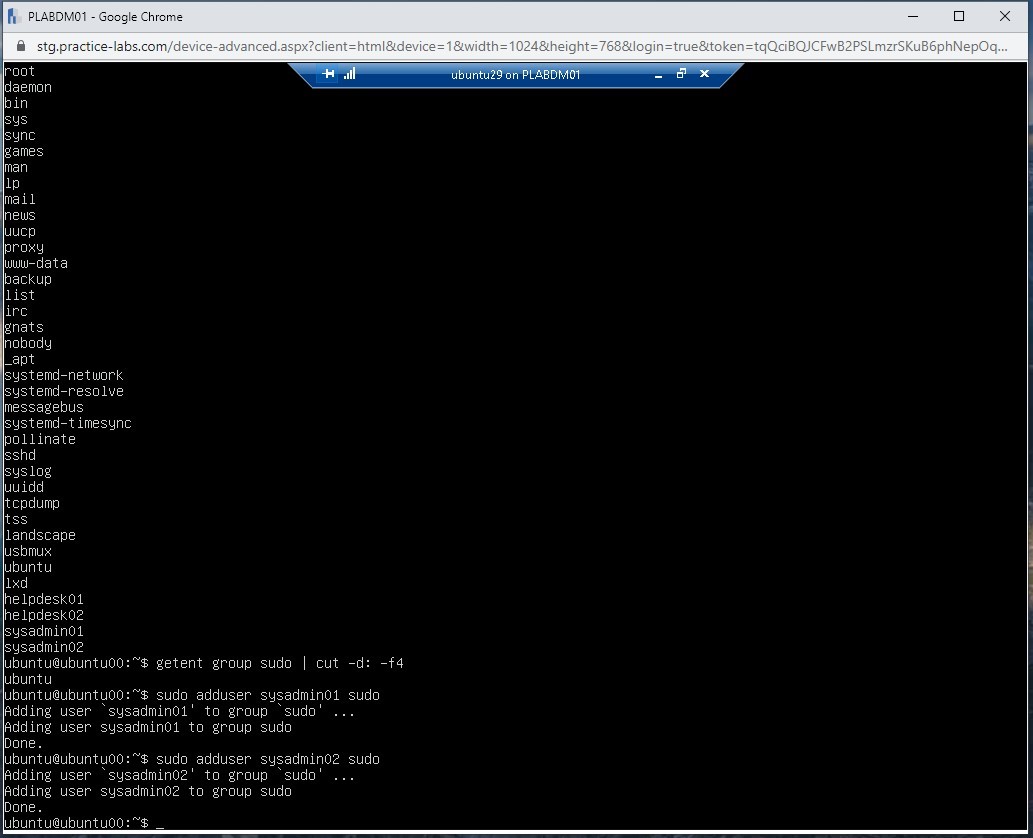 PLABDM01 - Google Chrome
stg.practice-labs.com/device-advanced.aspx?client=html&device=1&width=1024&height=768&login=true&token=tqQciBQJCFwB2PSLmzrSKuB6phNepOq...
ubuntu29 on PLABDM01
root
daemon
bin
sys
sync
games
man
lp
mail
news
uucp
proxy
www-data
backup
list
irc
gnats
nobody
_apt
systemd-network
systemd-resolve
messagebus
systemd-timesync
pollinate
sshd
syslog
uuidd
tcpdump
tss
landscape
usbmux
ubuntu
lxd
helpdesk01
helpdesk02
sysadmin01
sysadmin02
ubuntu@ubuntu00:~$ getent group sudo | cut -d: -f4
ubuntu
ubuntu@ubuntu00:~$ sudo adduser sysadmin01 sudo
Adding user `sysadmin01' to group `sudo' ...
Adding user sysadmin01 to group sudo
Done.
ubuntu@ubuntu00:~$ sudo adduser sysadmin02 sudo
Adding user `sysadmin02' to group `sudo' ...
Adding user sysadmin02 to group sudo
Done.
ubuntu@ubuntu00:~$ _